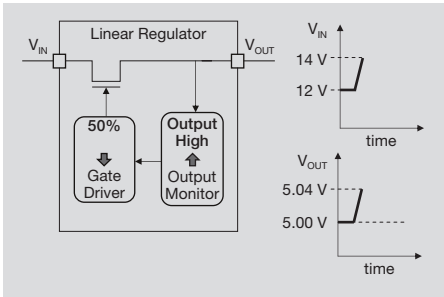 Linear Regulator
V_IN
V_OUT
50%
Gate
Driver
Output
High
Output
Monitor
V_IN
14 V
12 V
time
V_OUT
5.04 V
5.00 V
time